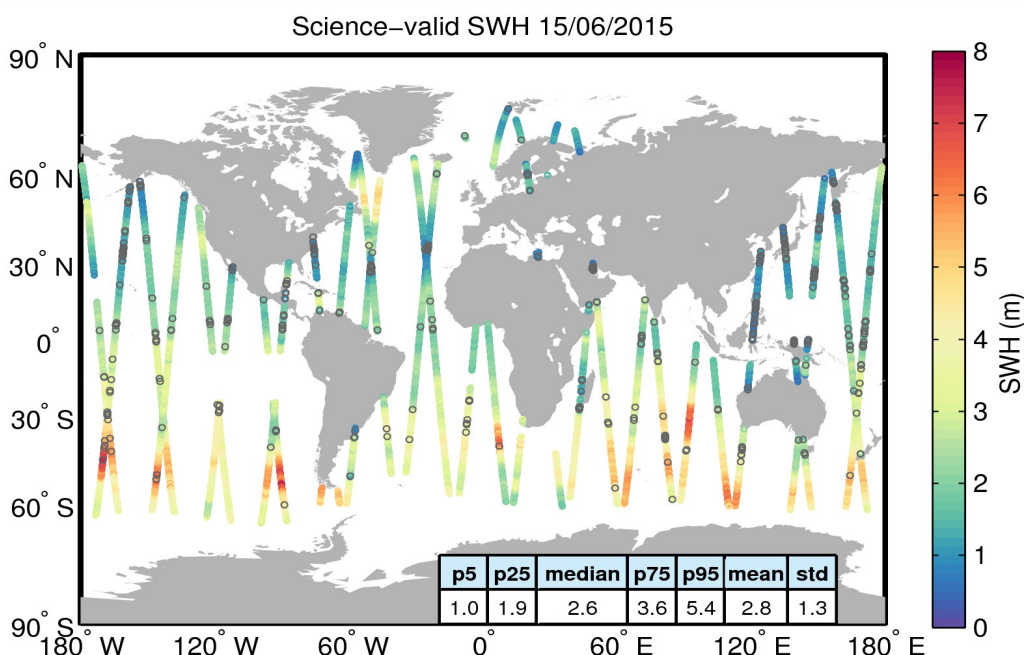 Science−valid SWH 15/06/2015
90° N
60° N
30° N
0°
30° S
60° S
90° S
180° W
120° W
60° W
0°
60° E
120° E
180° E
p5 p25 median p75 p95 mean std
1.0 1.9 2.6 3.6 5.4 2.8 1.3
8
7
6
5
4
3
2
1
0
SWH (m)